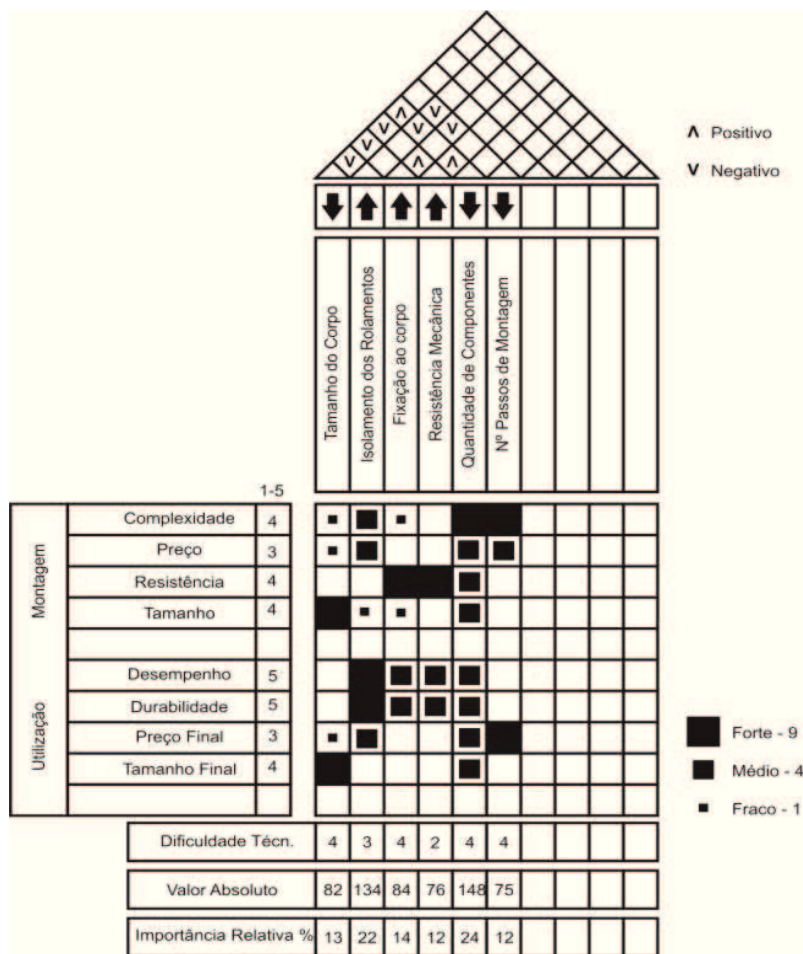 Λ Positivo
V Negativo
Tamanho do Corpo
Isolamento dos Rolamentos
Fixação ao corpo
Resistência Mecânica
Quantidade de Componentes
Nº Passos de Montagem
1-5
Montagem
Complexidade 4
Preço 3
Resistência 4
Tamanho 4
Utilização
Desempenho 5
Durabilidade 5
Preço Final 3
Tamanho Final 4
Forte - 9
Médio - 4
Fraco - 1
Dificuldade Técn. 4 3 4 2 4 4
Valor Absoluto 82 134 84 76 148 75
Importância Relativa % 13 22 14 12 24 12